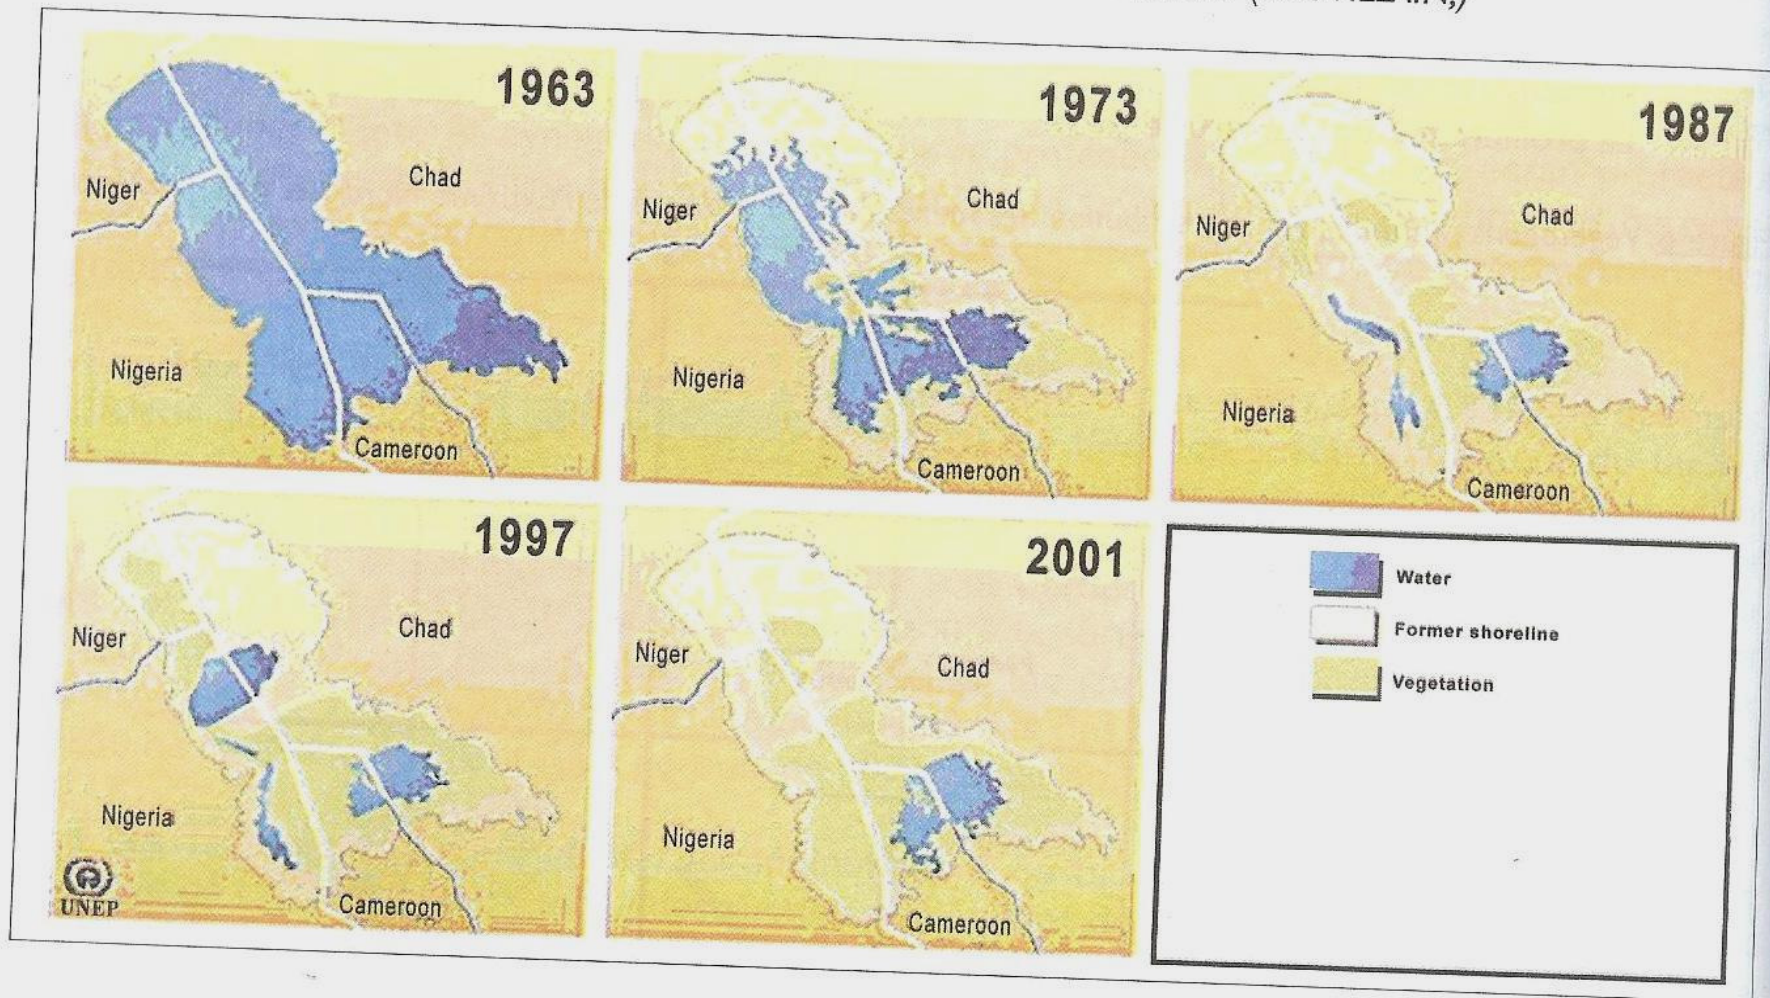 1963
Chad
Niger
Nigeria
Cameroon
1973
Chad
Niger
Nigeria
Cameroon
1987
Chad
Niger
Nigeria
Cameroon
1997
Chad
Niger
Nigeria
Cameroon
UNEP
2001
Chad
Niger
Nigeria
Cameroon
Water
Former shoreline
Vegetation